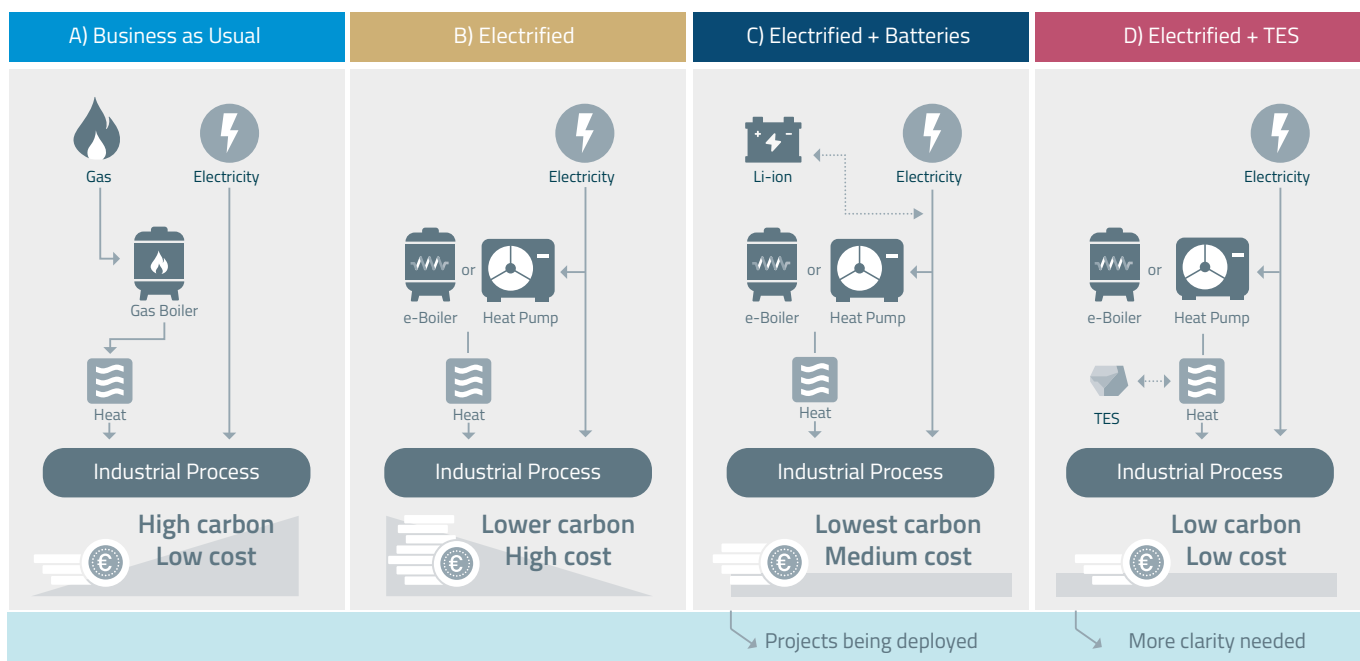 A) Business as Usual
Gas
Electricity
Gas Boiler
Heat
Industrial Process
High carbon
Low cost
€
B) Electrified
Electricity
or
e-Boiler
Heat Pump
Heat
Industrial Process
Lower carbon
High cost
€
C) Electrified + Batteries
+ -
Li-ion
Electricity
or
e-Boiler
Heat Pump
Heat
Industrial Process
Lowest carbon
Medium cost
€
Projects being deployed
D) Electrified + TES
Electricity
or
e-Boiler
Heat Pump
TES
Heat
Industrial Process
Low carbon
Low cost
€
More clarity needed